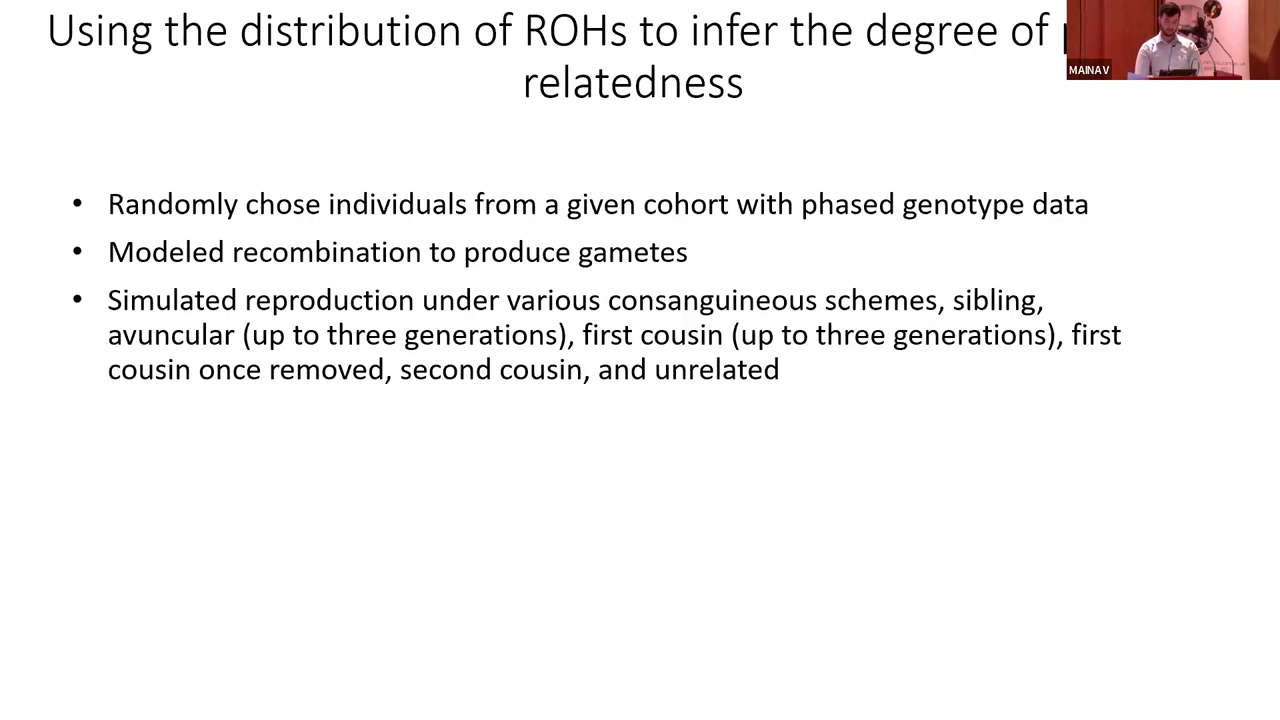 Using the distribution of ROHs to infer the degree of
relatedness
MAIN AV
• Randomly chose individuals from a given cohort with phased genotype data
• Modeled recombination to produce gametes
• Simulated reproduction under various consanguineous schemes, sibling,
avuncular (up to three generations), first cousin (up to three generations), first
cousin once removed, second cousin, and unrelated